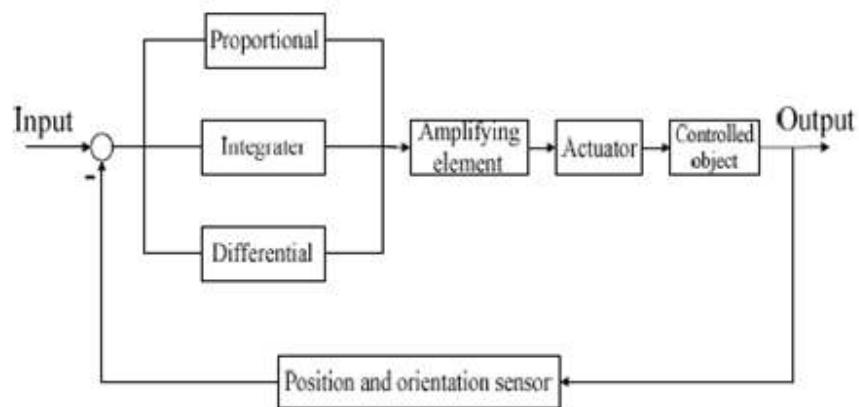 Proportional
Input
Integrater
Amplifying
element
Actuator
Controlled
object
Output
-
Differential
Position and orientation sensor